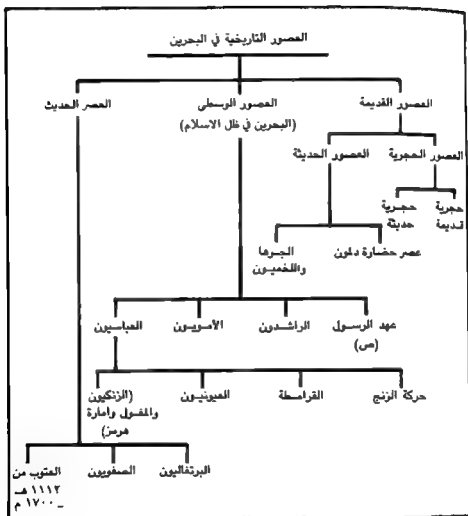 العصور التاريخية في البحرين
العصور القديمة
العصور الوسطى
(البحرين في ظل الاسلام)
العصر الحديث
العصور الحجرية
العصور الحديثة
حجرية
قديمة
حجرية
حديثة
عصر حضارة دلمون
الجرها
واللخميون
عهد الرسول
(ص)
الراشدون
الأمويون
العباسيون
حركة الزنج
القرامطة
العيونيون
(الزنكيون
والمغول وامارة
هرمز)
البرتغاليون
الصفويون
العتوب من
١١١٢ هـ
_ ١٧٠٠ م